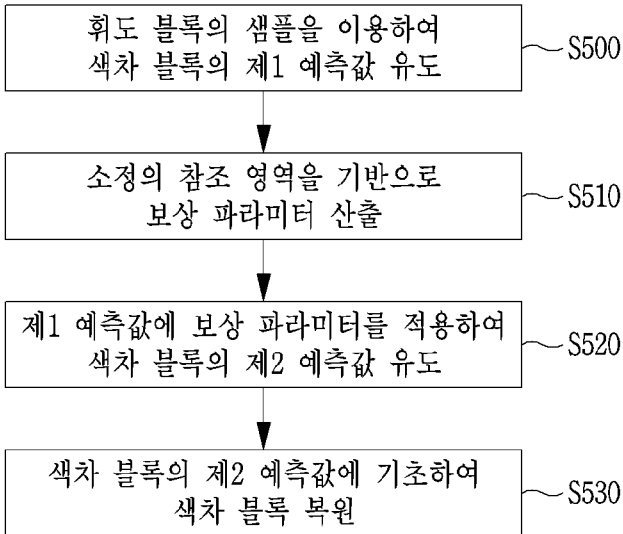 휘도 블록의 샘플을 이용하여
색차 블록의 제1 예측값 유도
S500
소정의 참조 영역을 기반으로
보상 파라미터 산출
S510
제1 예측값에 보상 파라미터를 적용하여
색차 블록의 제2 예측값 유도
S520
색차 블록의 제2 예측값에 기초하여
색차 블록 복원
S530